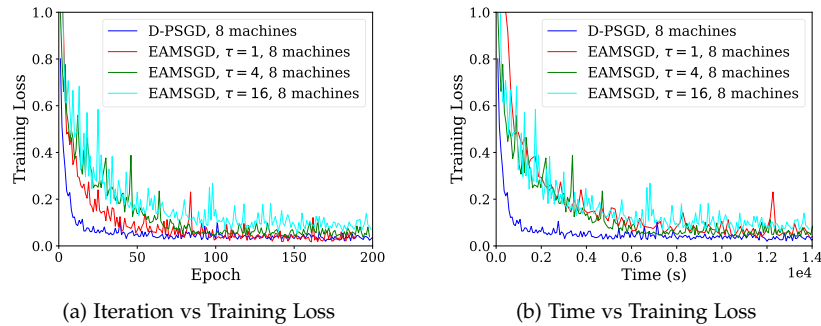 1.0
0.8
0.6
0.4
0.2
0.0
Training Loss
D-PSGD, 8 machines
EAMSGD, τ = 1, 8 machines
EAMSGD, τ = 4, 8 machines
EAMSGD, τ = 16, 8 machines
0 50 100 150 200
Epoch
(a) Iteration vs Training Loss
1.0
0.8
0.6
0.4
0.2
0.0
Training Loss
D-PSGD, 8 machines
EAMSGD, τ = 1, 8 machines
EAMSGD, τ = 4, 8 machines
EAMSGD, τ = 16, 8 machines
0.0 0.2 0.4 0.6 0.8 1.0 1.2 1.4
Time (s)
1e4
(b) Time vs Training Loss